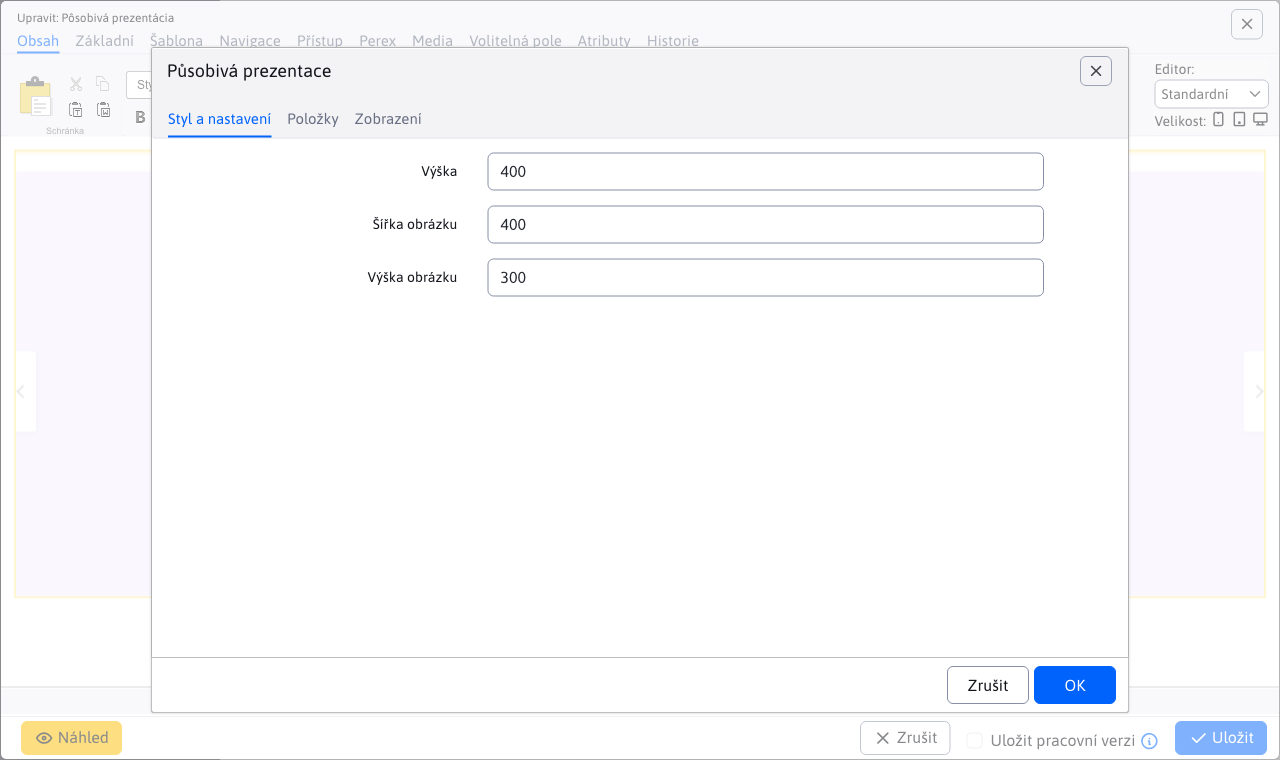 Upravit: Pôsobivá prezentácia
Obsah Základní Šablona Navigace Přístup Perex Media Volitelná pole Atributy Historie
Schránka
B
Editor:
Standardní
Velikost:
Působivá prezentace
Styl a nastavení Položky Zobrazení
Výška 400
Šířka obrázku 400
Výška obrázku 300
Zrušit OK
Náhled Zrušit Uložit pracovní verzi Uložit